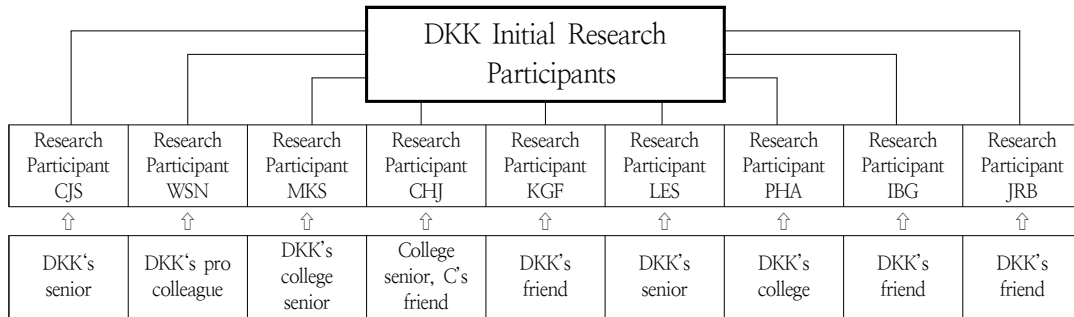 DKK Initial Research
Participants
Research
Participant
CJS
Research
Participant
WSN
Research
Participant
MKS
Research
Participant
CHJ
Research
Participant
KGF
Research
Participant
LES
Research
Participant
PHA
Research
Participant
IBG
Research
Participant
JRB
DKK‘s
senior
DKK’s pro
colleague
DKK’s
college
senior
College
senior, C’s
friend
DKK’s
friend
DKK’s
senior
DKK’s
college
DKK’s
friend
DKK’s
friend